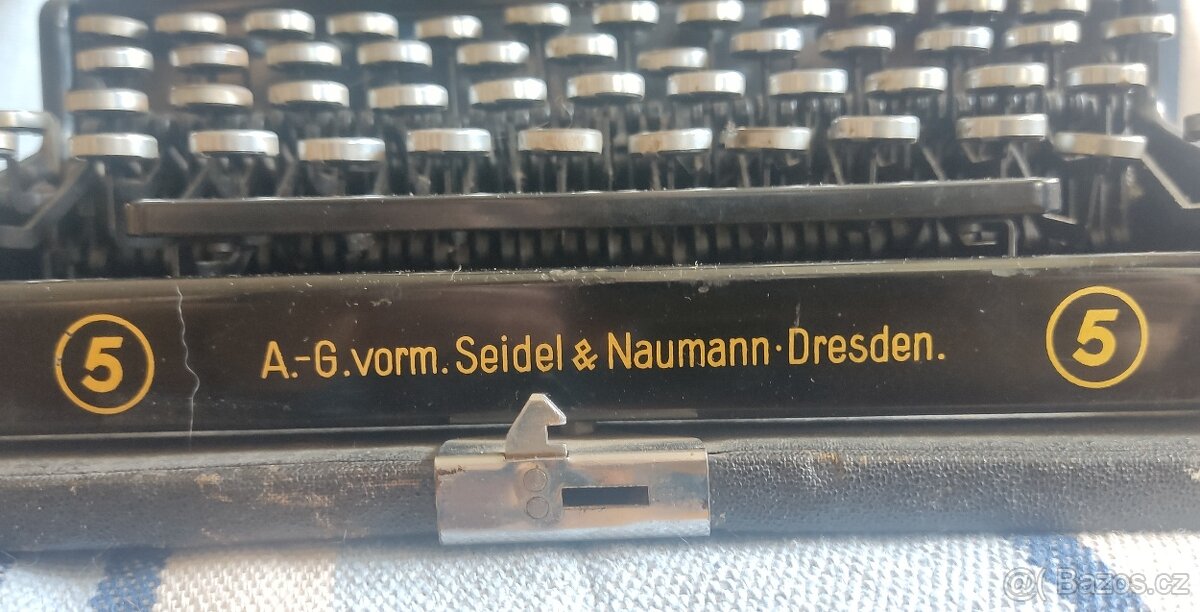 5 A.-G.vorm. Seidel & Naumann · Dresden. 5
@( Bazos.cz